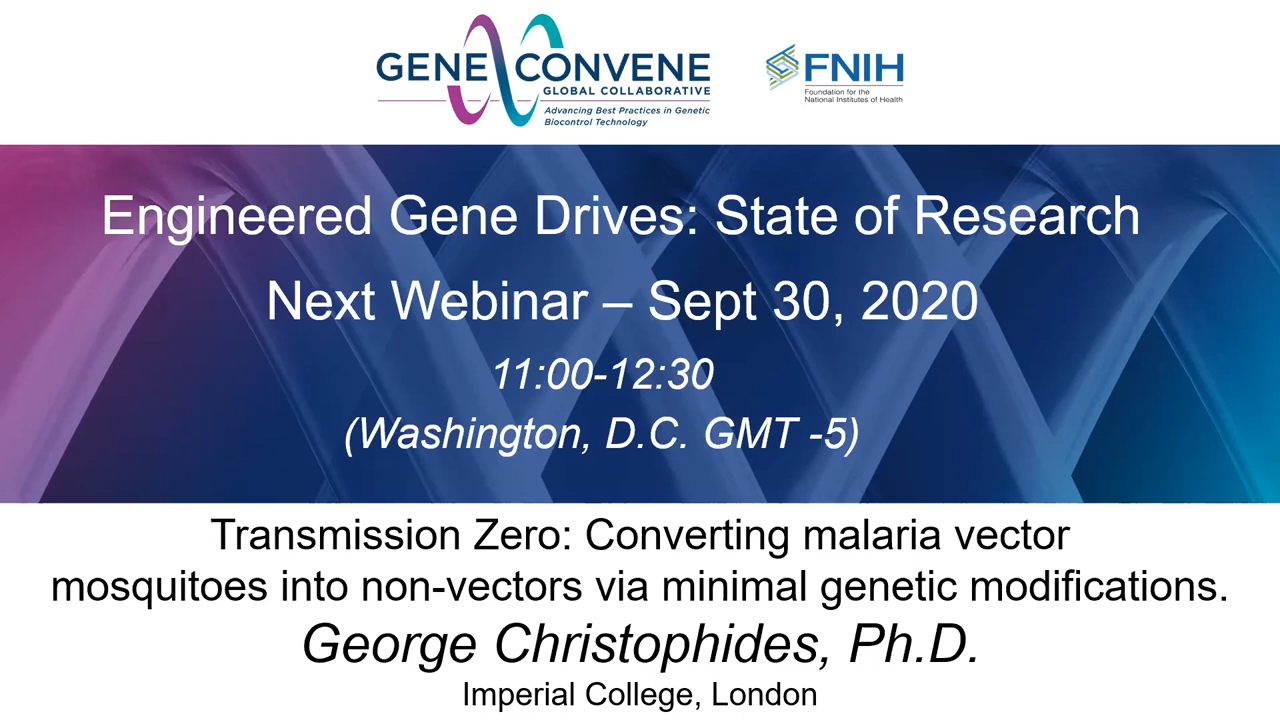 GENE CONVENE
GLOBAL COLLABORATIVE
Advancing Best Practices in Genetic
Biocontrol Technology
FNIH
Foundation for the
National Institutes of Health
Engineered Gene Drives: State of Research
Next Webinar – Sept 30, 2020
11:00-12:30
(Washington, D.C. GMT -5)
Transmission Zero: Converting malaria vector
mosquitoes into non-vectors via minimal genetic modifications.
George Christophides, Ph.D.
Imperial College, London